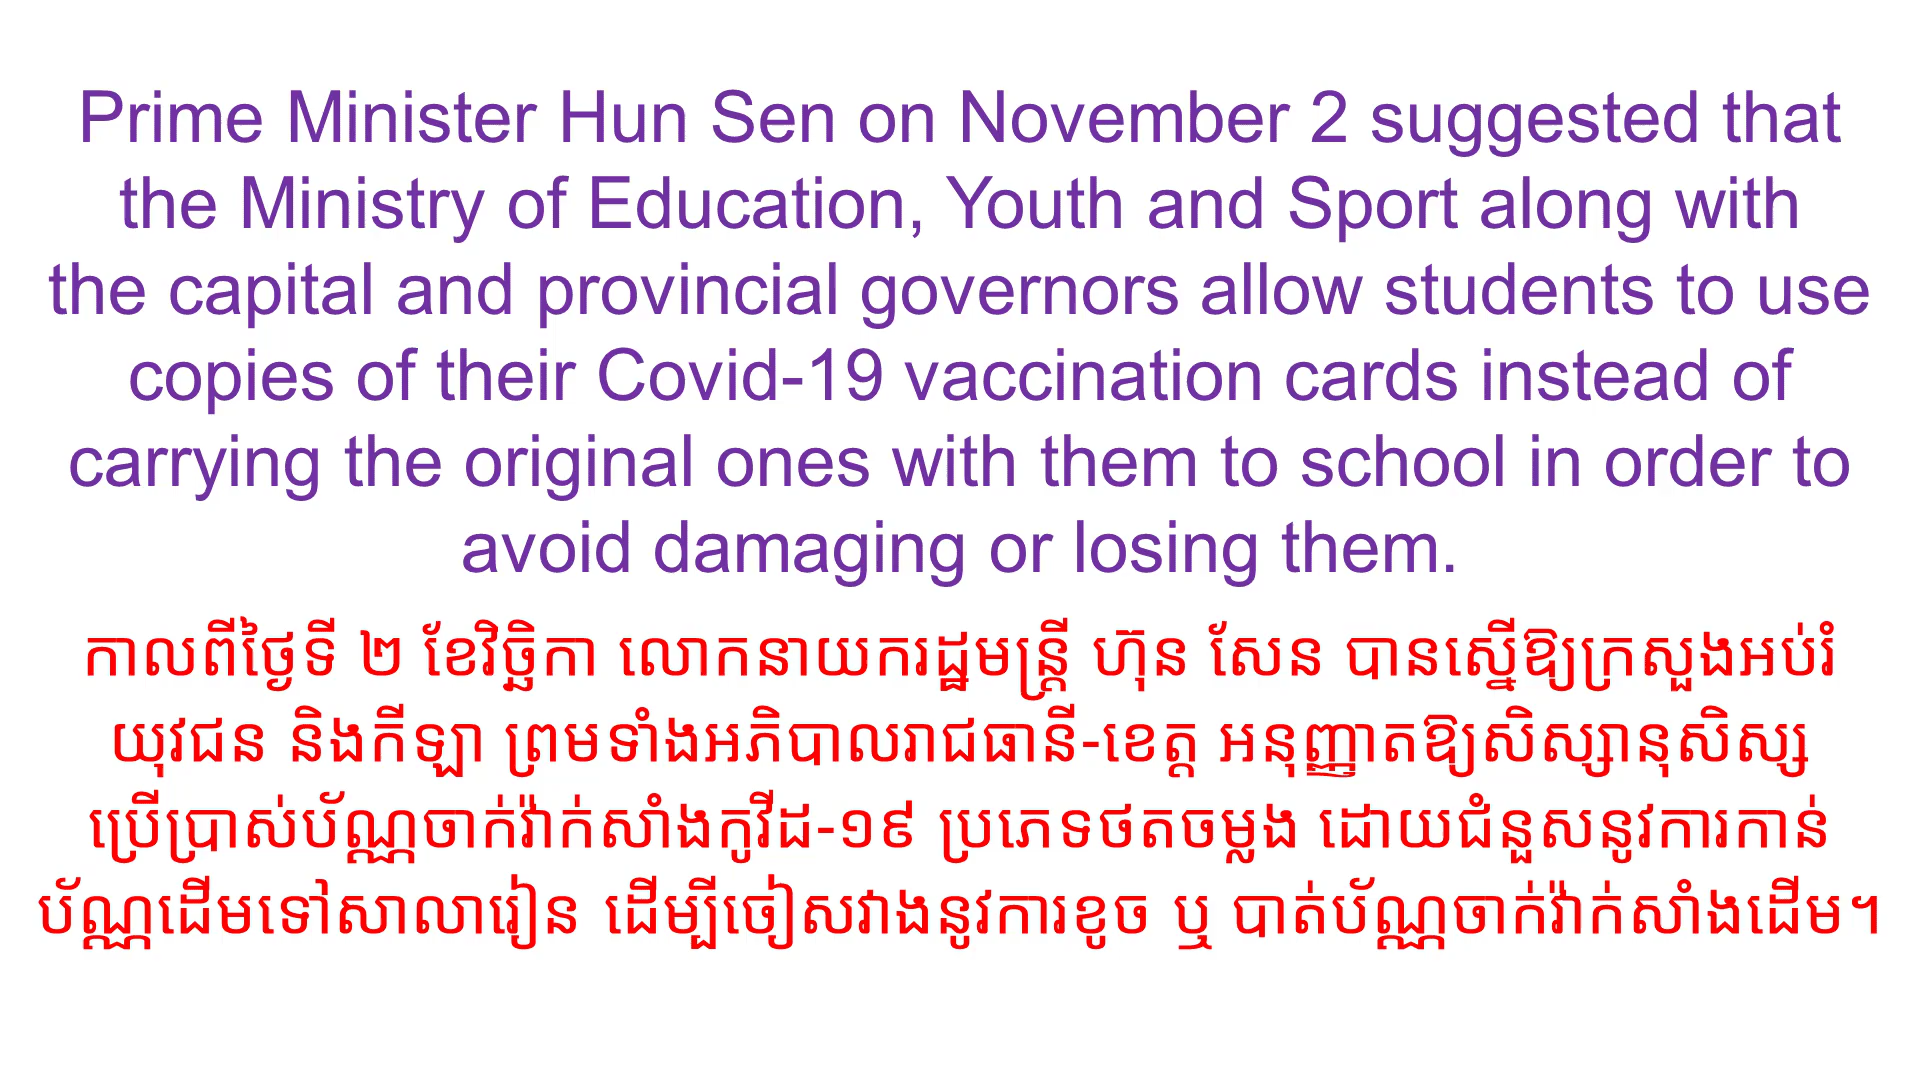 Prime Minister Hun Sen on November 2 suggested that
the Ministry of Education, Youth and Sport along with
the capital and provincial governors allow students to use
copies of their Covid-19 vaccination cards instead of
carrying the original ones with them to school in order to
avoid damaging or losing them.
កាលពីថ្ងៃទី ២ ខែវិច្ឆិកា លោកនាយករដ្ឋមន្ត្រី ហ៊ុន សែន បានស្នើឱ្យក្រសួងអប់រំ
យុវជន និងកីឡា ព្រមទាំងអភិបាលរាជធានី-ខេត្ត អនុញ្ញាតឱ្យសិស្សានុសិស្ស
ប្រើប្រាស់ប័ណ្ណចាក់វ៉ាក់សាំងកូវីដ-១៩ ប្រភេទថតចម្លង ដោយជំនួសនូវការកាន់
ប័ណ្ណដើមទៅសាលារៀន ដើម្បីចៀសវាងនូវការខូច ឬ បាត់ប័ណ្ណចាក់វ៉ាក់សាំងដើម។